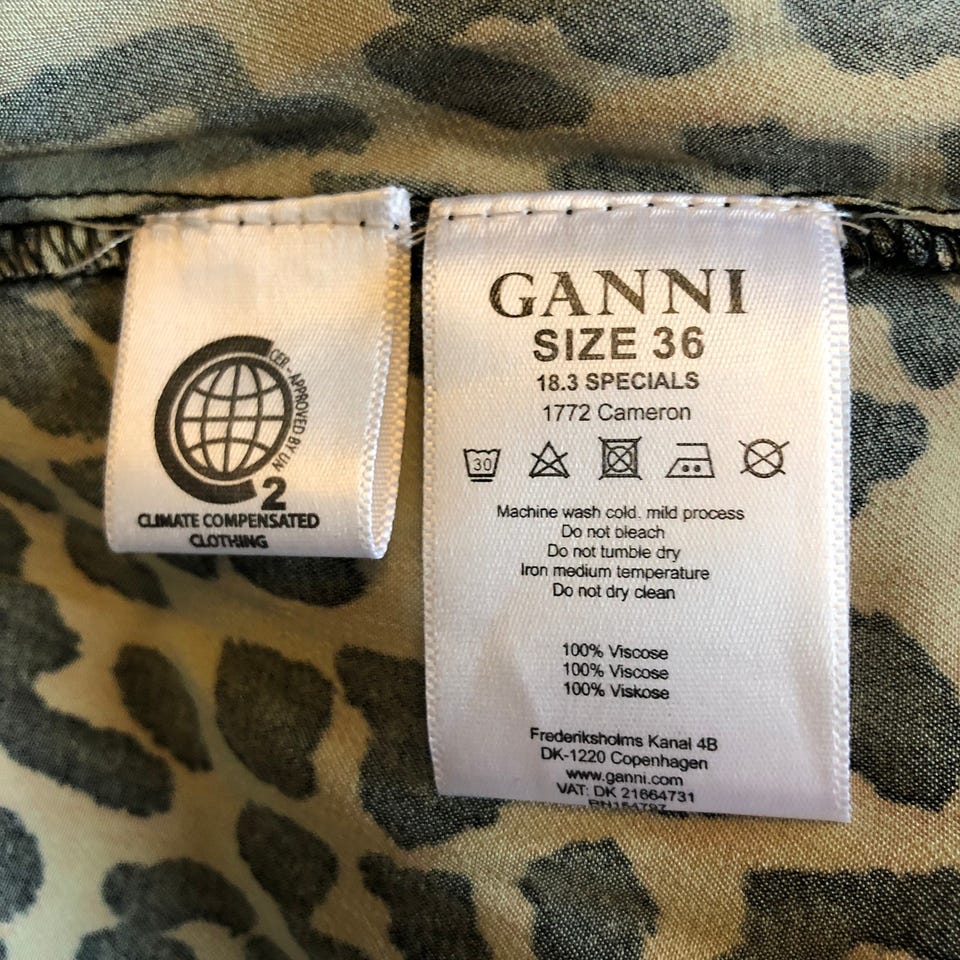 CER - APPROVED BY UN
2
CLIMATE COMPENSATED
CLOTHING
GANNI
SIZE 36
18.3 SPECIALS
1772 Cameron
30
Machine wash cold. mild process
Do not bleach
Do not tumble dry
Iron medium temperature
Do not dry clean
100% Viscose
100% Viscose
100% Viskose
Frederiksholms Kanal 4B
DK-1220 Copenhagen
www.ganni.com
VAT: DK 21664731
RN154797